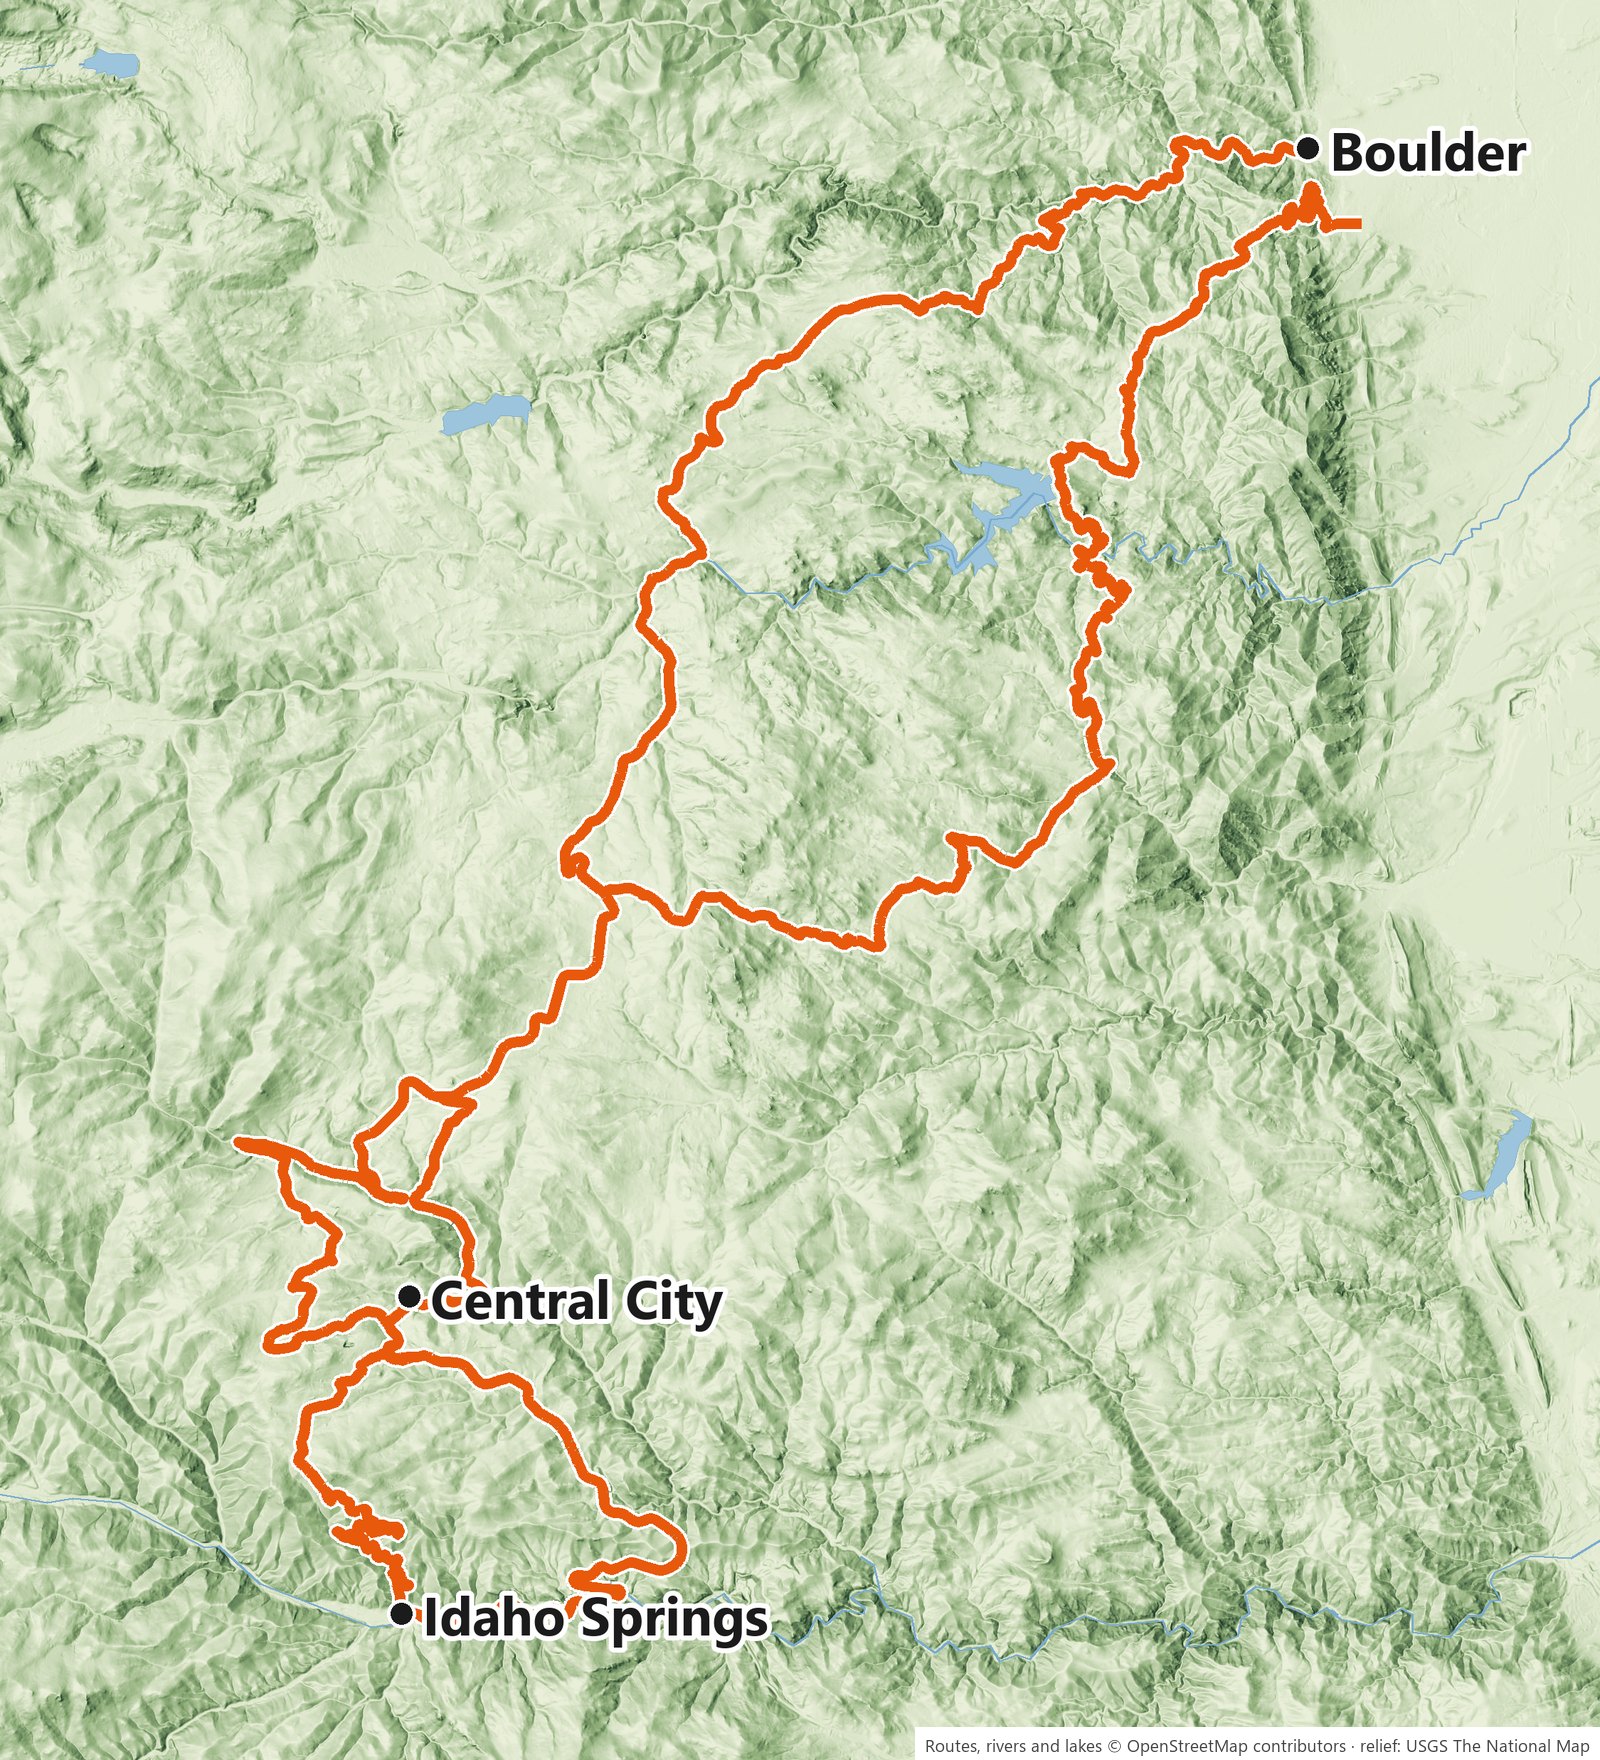 Boulder
Central City
Idaho Springs
Routes, rivers and lakes © OpenStreetMap contributors · relief: USGS The National Map